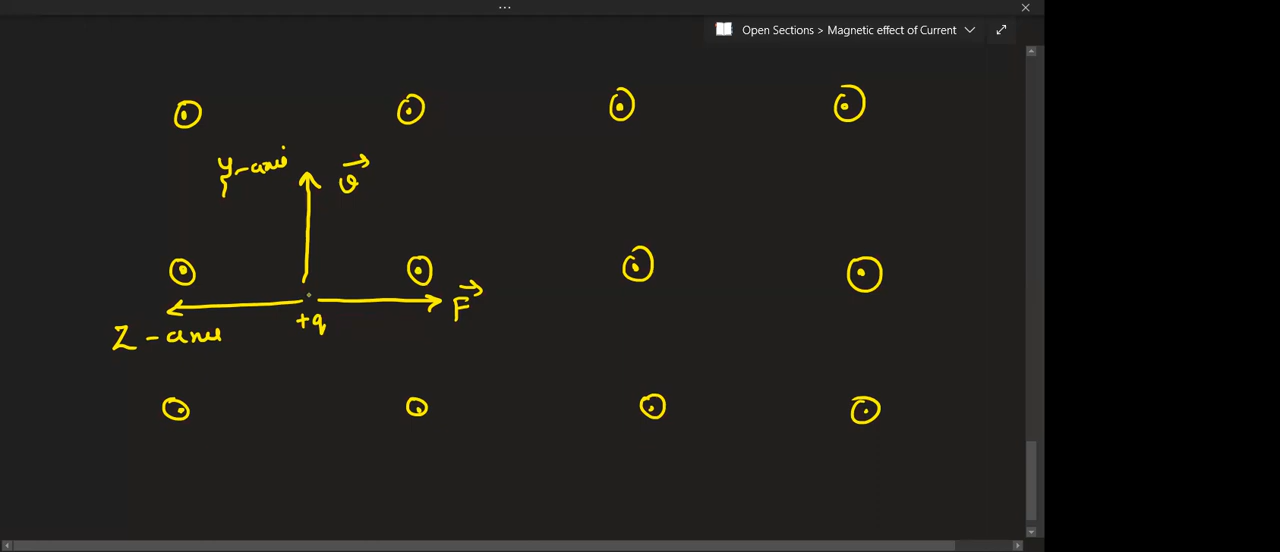 Open Sections > Magnetic effect of Current
y-axis
v
F
+q
Z-axis